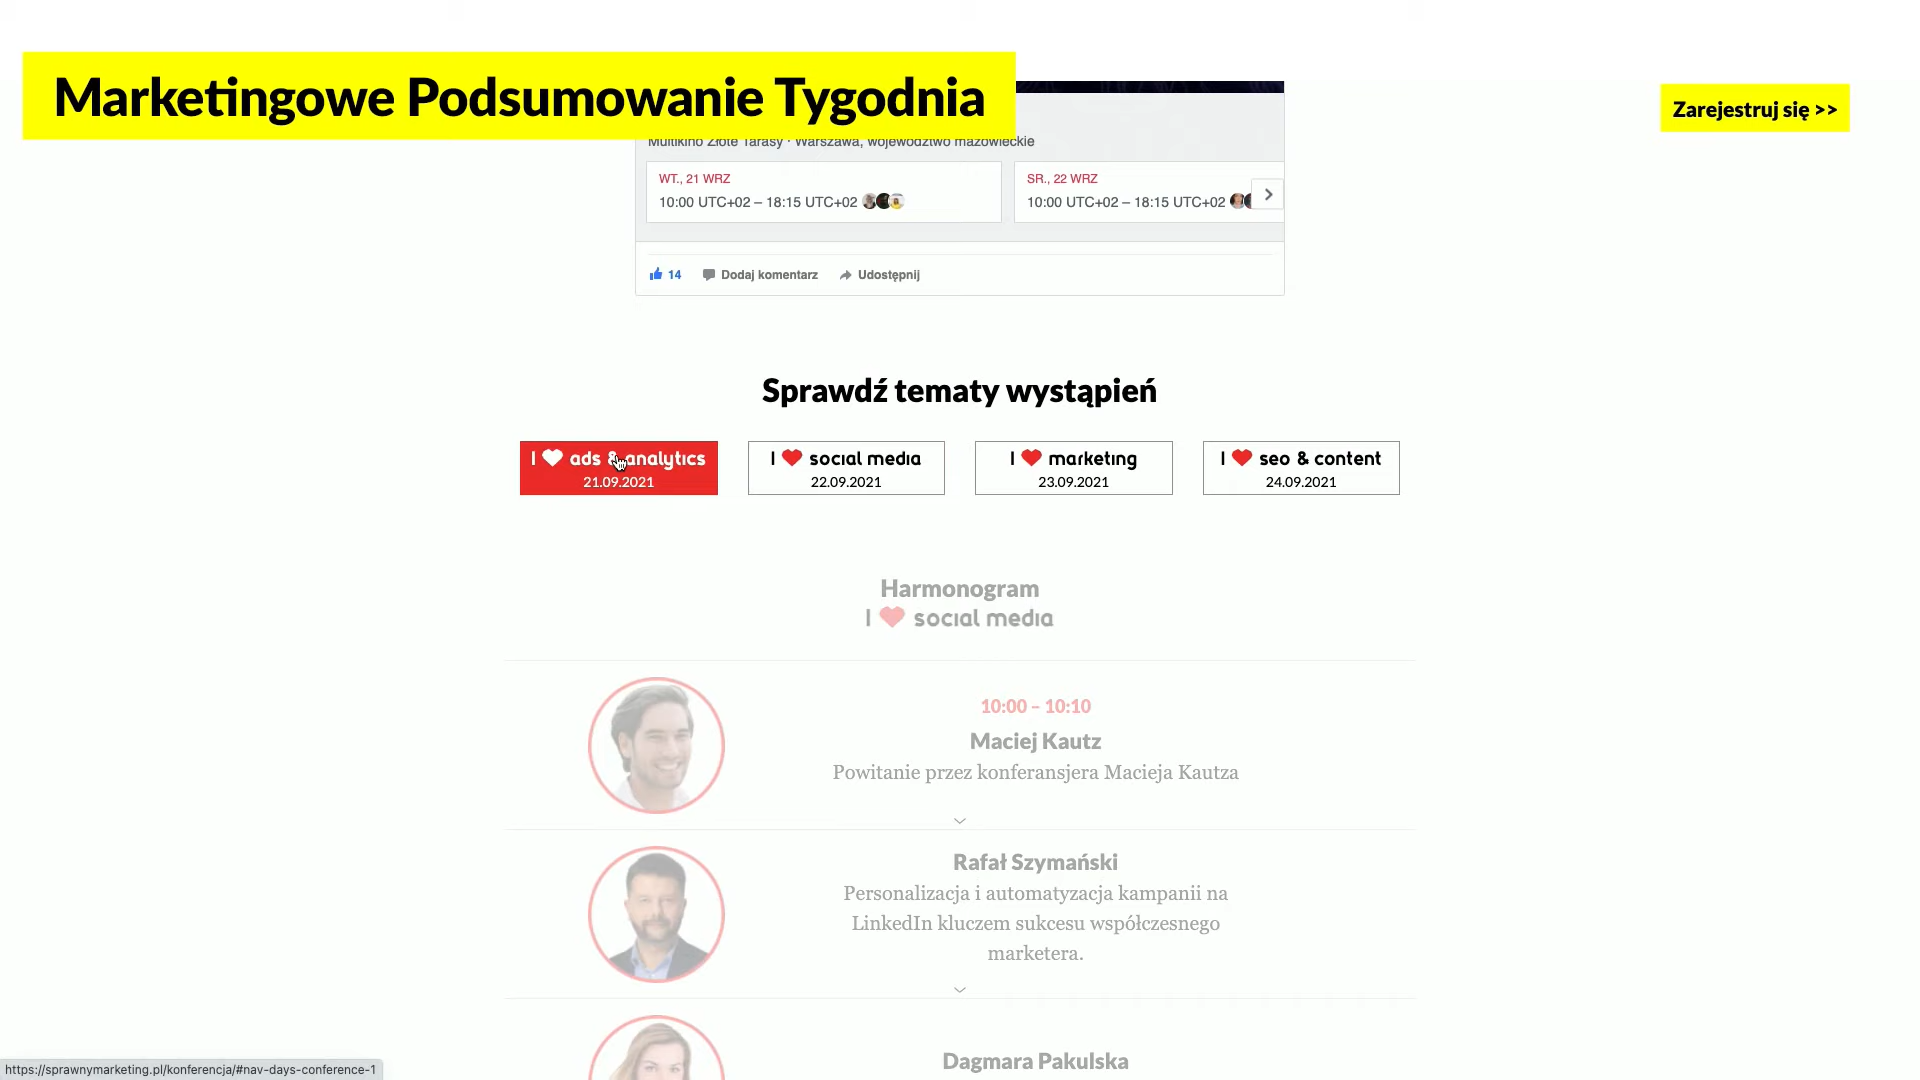 Marketingowe Podsumowanie Tygodnia
Zarejestruj się >>
Multikino Złote Tarasy · Warszawa, województwo mazowieckie
WT., 21 WRZ
10:00 UTC+02 – 18:15 UTC+02
ŚR., 22 WRZ
10:00 UTC+02 – 18:15 UTC+02
14 Dodaj komentarz Udostępnij
Sprawdź tematy wystąpień
I ❤ ads & analytics
21.09.2021
I ❤ social media
22.09.2021
I ❤ marketing
23.09.2021
I ❤ seo & content
24.09.2021
Harmonogram
I ❤ social media
10:00 – 10:10
Maciej Kautz
Powitanie przez konferansjera Macieja Kautza
Rafał Szymański
Personalizacja i automatyzacja kampanii na
LinkedIn kluczem sukcesu współczesnego
marketera.
Dagmara Pakulska
https://sprawnymarketing.pl/konferencja/#nav-days-conference-1